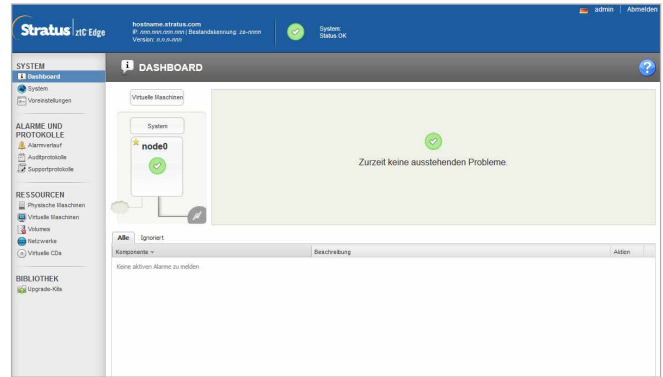 admin | Abmelden
Stratus ztC Edge
hostname.stratus.com
IP: nnn.nnn.nnn.nnn | Bestandskennung: ze-nnnn
Version: n.n.n-nnn
System:
Status OK
SYSTEM
Dashboard
System
Voreinstellungen
ALARME UND
PROTOKOLLE
Alarmverlauf
Auditprotokolle
Supportprotokolle
RESSOURCEN
Physische Maschinen
Virtuelle Maschinen
Volumes
Netzwerke
Virtuelle CDs
BIBLIOTHEK
Upgrade-Kits
DASHBOARD
?
Virtuelle Maschinen
System
node0
Zurzeit keine ausstehenden Probleme.
Alle Ignoriert
Komponente Beschreibung Aktion
Keine aktiven Alarme zu melden